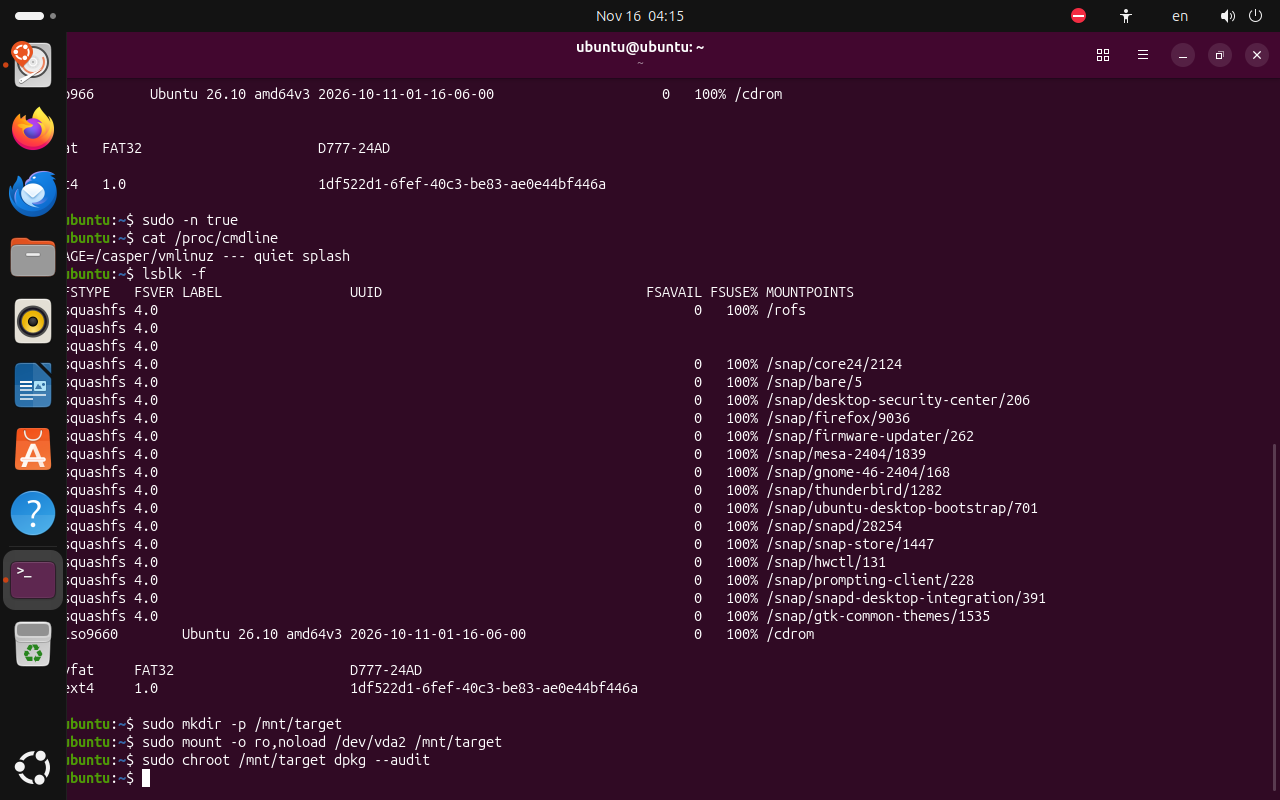 Nov 16 04:15
en
ubuntu@ubuntu: ~
~
966 Ubuntu 26.10 amd64v3 2026-10-11-01-16-06-00 0 100% /cdrom
at FAT32 D777-24AD
t4 1.0 1df522d1-6fef-40c3-be83-ae0e44bf446a
ubuntu:~$ sudo -n true
ubuntu:~$ cat /proc/cmdline
AGE=/casper/vmlinuz --- quiet splash
ubuntu:~$ lsblk -f
FSTYPE FSVER LABEL UUID FSAVAIL FSUSE% MOUNTPOINTS
squashfs 4.0 0 100% /rofs
squashfs 4.0
squashfs 4.0
squashfs 4.0 0 100% /snap/core24/2124
squashfs 4.0 0 100% /snap/bare/5
squashfs 4.0 0 100% /snap/desktop-security-center/206
squashfs 4.0 0 100% /snap/firefox/9036
squashfs 4.0 0 100% /snap/firmware-updater/262
squashfs 4.0 0 100% /snap/mesa-2404/1839
squashfs 4.0 0 100% /snap/gnome-46-2404/168
squashfs 4.0 0 100% /snap/thunderbird/1282
squashfs 4.0 0 100% /snap/ubuntu-desktop-bootstrap/701
squashfs 4.0 0 100% /snap/snapd/28254
squashfs 4.0 0 100% /snap/snap-store/1447
squashfs 4.0 0 100% /snap/hwctl/131
squashfs 4.0 0 100% /snap/prompting-client/228
squashfs 4.0 0 100% /snap/snapd-desktop-integration/391
squashfs 4.0 0 100% /snap/gtk-common-themes/1535
iso9660 Ubuntu 26.10 amd64v3 2026-10-11-01-16-06-00 0 100% /cdrom
vfat FAT32 D777-24AD
ext4 1.0 1df522d1-6fef-40c3-be83-ae0e44bf446a
ubuntu:~$ sudo mkdir -p /mnt/target
ubuntu:~$ sudo mount -o ro,noload /dev/vda2 /mnt/target
ubuntu:~$ sudo chroot /mnt/target dpkg --audit
ubuntu:~$